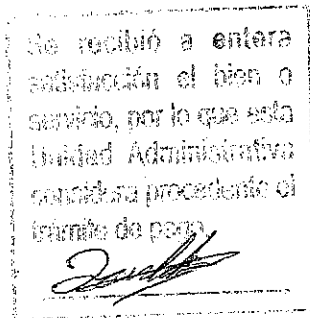 Se recibió a entera
satisfacción el bien o
servicio, por lo que esta
Unidad Administrativa
considera procedente el
trámite de pago.